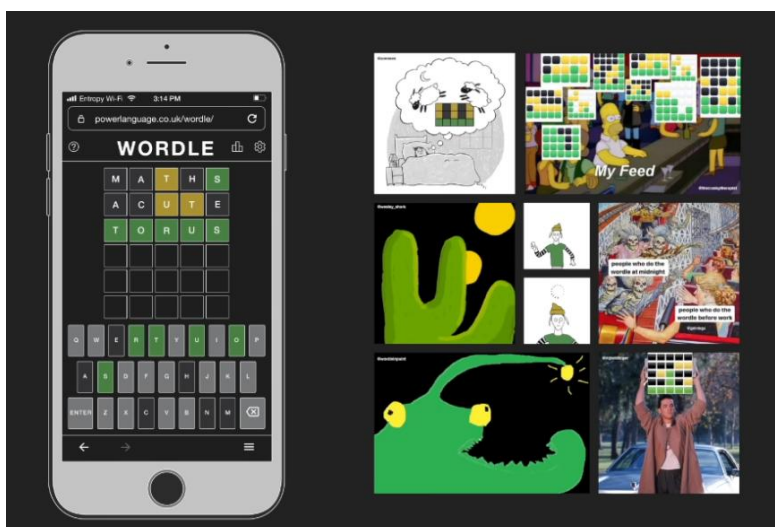 Entropy Wi-Fi 3:14 PM
powerlanguage.co.uk/wordle/
WORDLE
M A T H S
A C U T E
T O R U S
Q W E R T Y U I O P
A S D F G H J K L
ENTER Z X C V B N M
My Feed
people who do the
wordle at midnight
people who do the
wordle before work